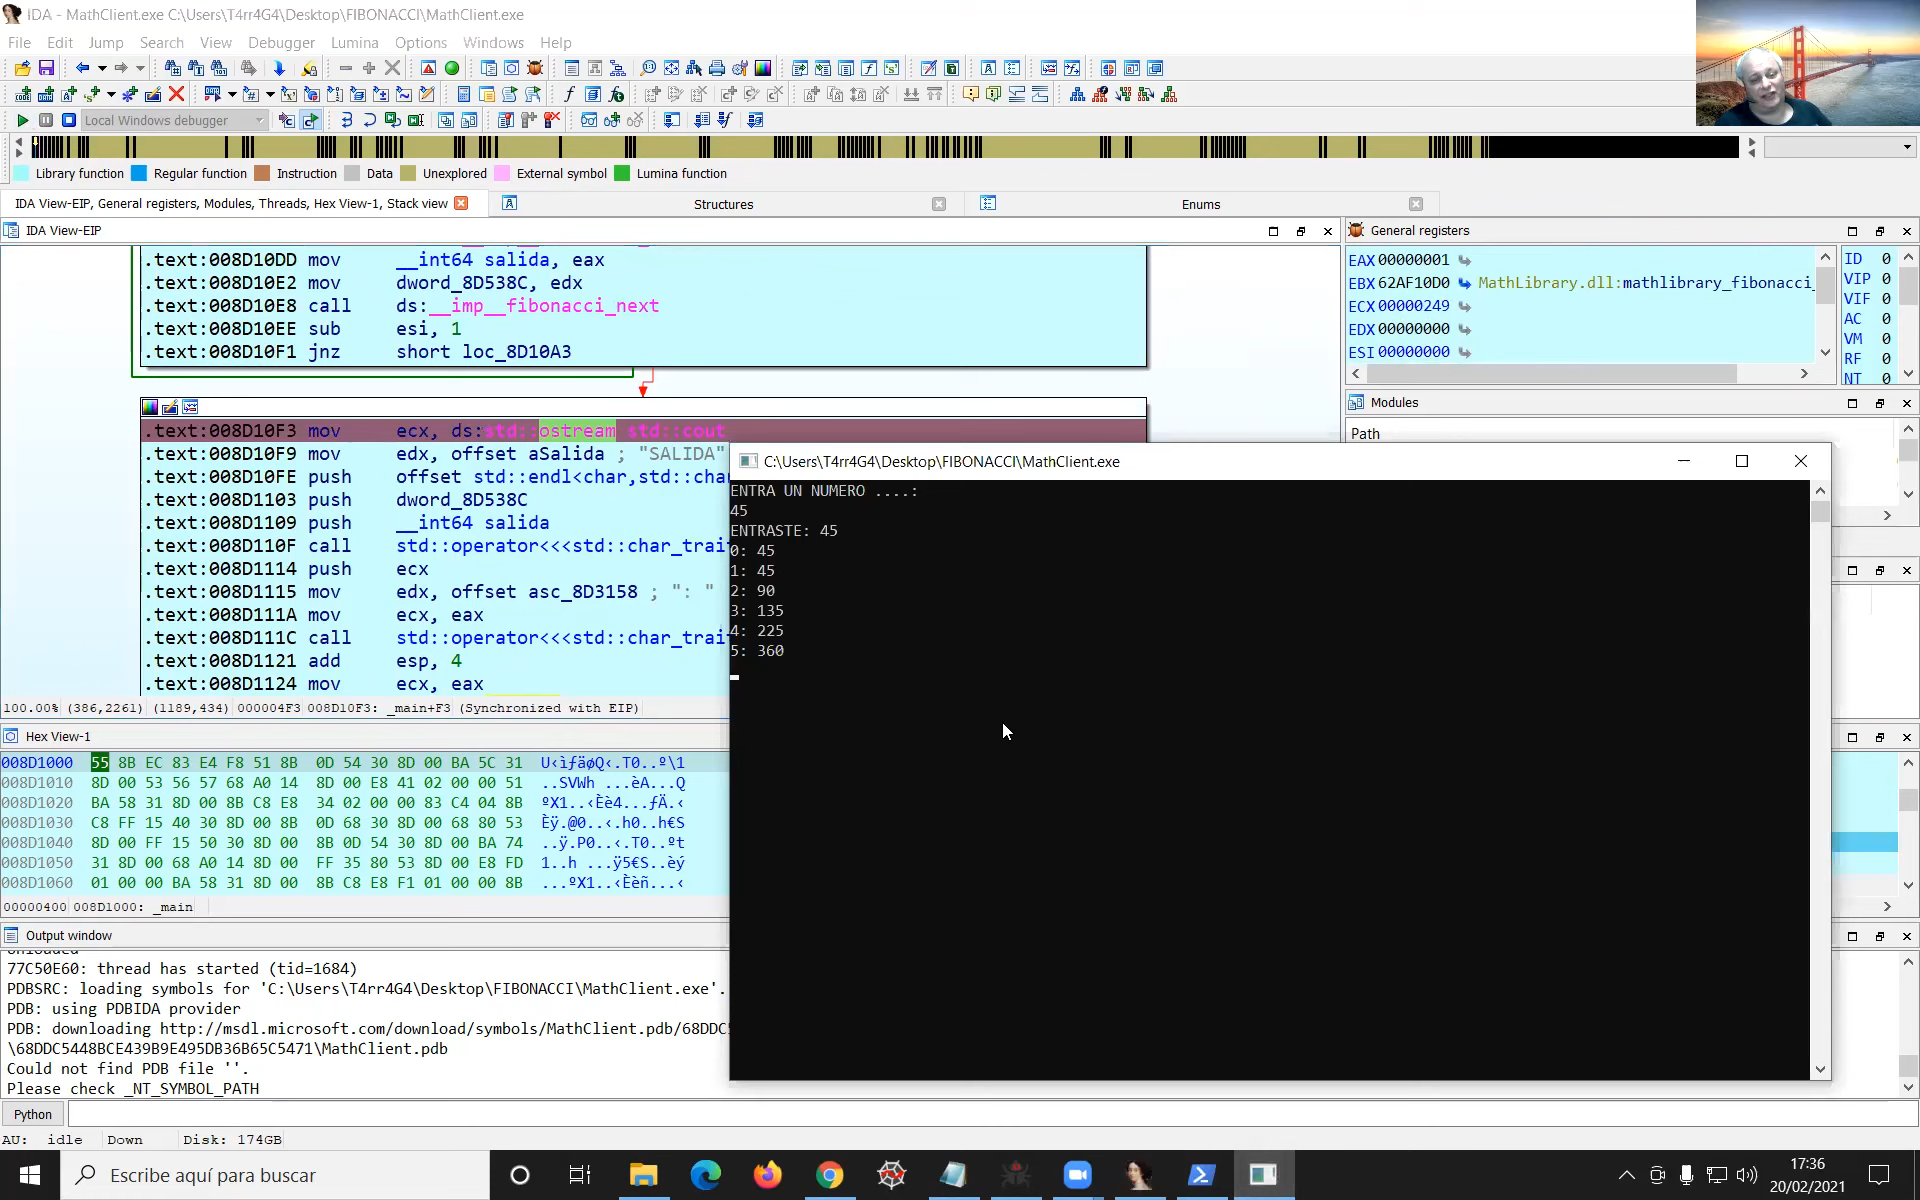 IDA - MathClient.exe C:\Users\T4rr4G4\Desktop\FIBONACCI\MathClient.exe
File Edit Jump Search View Debugger Lumina Options Windows Help
Local Windows debugger
Library function Regular function Instruction Data Unexplored External symbol Lumina function
IDA View-EIP, General registers, Modules, Threads, Hex View-1, Stack view Structures Enums
IDA View-EIP
.text:008D10DD mov __int64 salida, eax
.text:008D10E2 mov dword_8D538C, edx
.text:008D10E8 call ds:__imp__fibonacci_next
.text:008D10EE sub esi, 1
.text:008D10F1 jnz short loc_8D10A3
.text:008D10F3 mov ecx, ds:std::ostream std::cout
.text:008D10F9 mov edx, offset aSalida ; "SALIDA"
.text:008D10FE push offset std::endl<char,std::cha
.text:008D1103 push dword_8D538C
.text:008D1109 push __int64 salida
.text:008D110F call std::operator<<<std::char_trai
.text:008D1114 push ecx
.text:008D1115 mov edx, offset asc_8D3158 ; ": "
.text:008D111A mov ecx, eax
.text:008D111C call std::operator<<<std::char_trai
.text:008D1121 add esp, 4
.text:008D1124 mov ecx, eax
100.00% (386,2261) (1189,434) 000004F3 008D10F3: _main+F3 (Synchronized with EIP)
General registers
EAX 00000001
EBX 62AF10D0 MathLibrary.dll:mathlibrary_fibonacci_
ECX 00000249
EDX 00000000
ESI 00000000
ID 0
VIP 0
VIF 0
AC 0
VM 0
RF 0
NT 0
Modules
Path
C:\Users\T4rr4G4\Desktop\FIBONACCI\MathClient.exe
ENTRA UN NUMERO ....:
45
ENTRASTE: 45
0: 45
1: 45
2: 90
3: 135
4: 225
5: 360
Hex View-1
008D1000 55 8B EC 83 E4 F8 51 8B 0D 54 30 8D 00 BA 5C 31 U‹ìƒäøQ‹.T0..º\1
008D1010 8D 00 53 56 57 68 A0 14 8D 00 E8 41 02 00 00 51 ..SVWh ...èA...Q
008D1020 BA 58 31 8D 00 8B C8 E8 34 02 00 00 83 C4 04 8B ºX1..‹Èè4...ƒÄ.‹
008D1030 C8 FF 15 40 30 8D 00 8B 0D 68 30 8D 00 68 80 53 Èÿ.@0..‹.h0..h€S
008D1040 8D 00 FF 15 50 30 8D 00 8B 0D 54 30 8D 00 BA 74 ..ÿ.P0..‹.T0..ºt
008D1050 31 8D 00 68 A0 14 8D 00 FF 35 80 53 8D 00 E8 FD 1..h ...ÿ5€S..èý
008D1060 01 00 00 BA 58 31 8D 00 8B C8 E8 F1 01 00 00 8B ...ºX1..‹Èèñ...‹
00000400 008D1000: _main
Output window
77C50E60: thread has started (tid=1684)
PDBSRC: loading symbols for 'C:\Users\T4rr4G4\Desktop\FIBONACCI\MathClient.exe'.
PDB: using PDBIDA provider
PDB: downloading http://msdl.microsoft.com/download/symbols/MathClient.pdb/68DDC5
\68DDC5448BCE439B9E495DB36B65C5471\MathClient.pdb
Could not find PDB file ''.
Please check _NT_SYMBOL_PATH
Python
AU: idle Down Disk: 174GB
Escribe aquí para buscar
17:36
20/02/2021